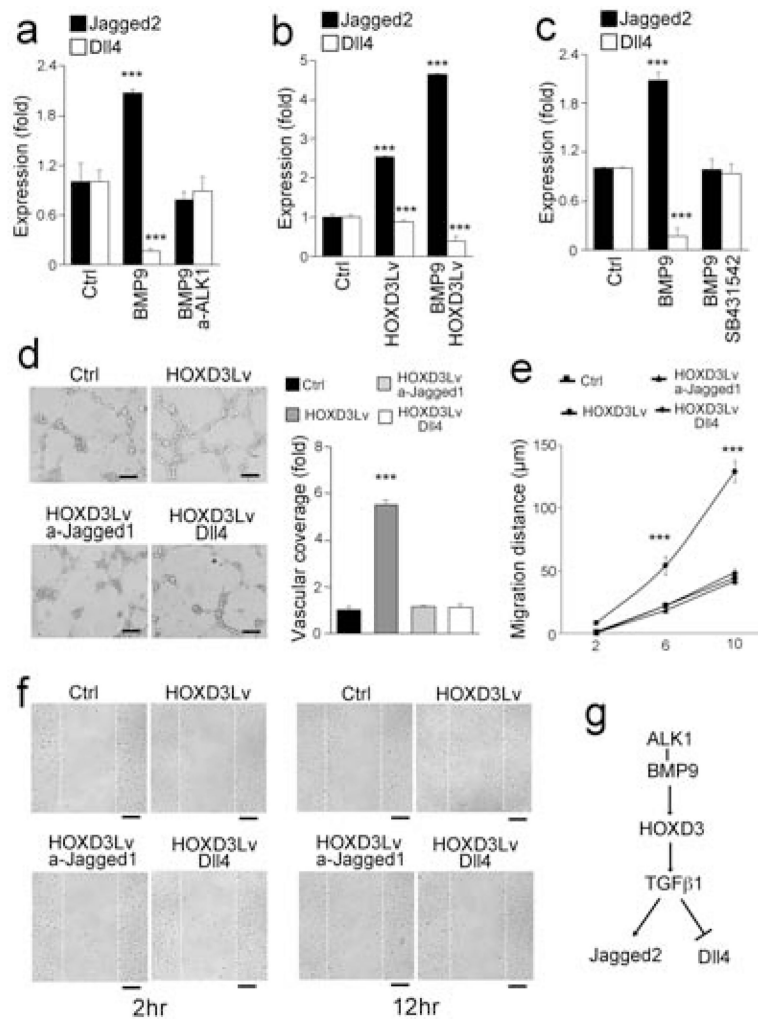 a
Jagged2
Dll4
Expression (fold)
2.4
1.8
1.2
0.6
0
***
***
Ctrl
BMP9
BMP9
a-ALK1
b
Jagged2
Dll4
Expression (fold)
5
4
3
2
1
0
***
***
***
***
Ctrl
HOXD3Lv
BMP9
HOXD3Lv
c
Jagged2
Dll4
Expression (fold)
2.4
1.8
1.2
0.6
0
***
***
Ctrl
BMP9
BMP9
SB431542
d
Ctrl
HOXD3Lv
HOXD3Lv
a-Jagged1
HOXD3Lv
Dll4
Ctrl
HOXD3Lv
a-Jagged1
HOXD3Lv
HOXD3Lv
Dll4
Vascular coverage (fold)
8
6
4
2
0
***
e
Ctrl
HOXD3Lv
a-Jagged1
HOXD3Lv
HOXD3Lv
Dll4
Migration distance (µm)
150
100
50
0
***
***
2
6
10
f
Ctrl
HOXD3Lv
HOXD3Lv
a-Jagged1
HOXD3Lv
Dll4
2hr
Ctrl
HOXD3Lv
HOXD3Lv
a-Jagged1
HOXD3Lv
Dll4
12hr
g
ALK1
BMP9
HOXD3
TGFβ1
Jagged2
Dll4